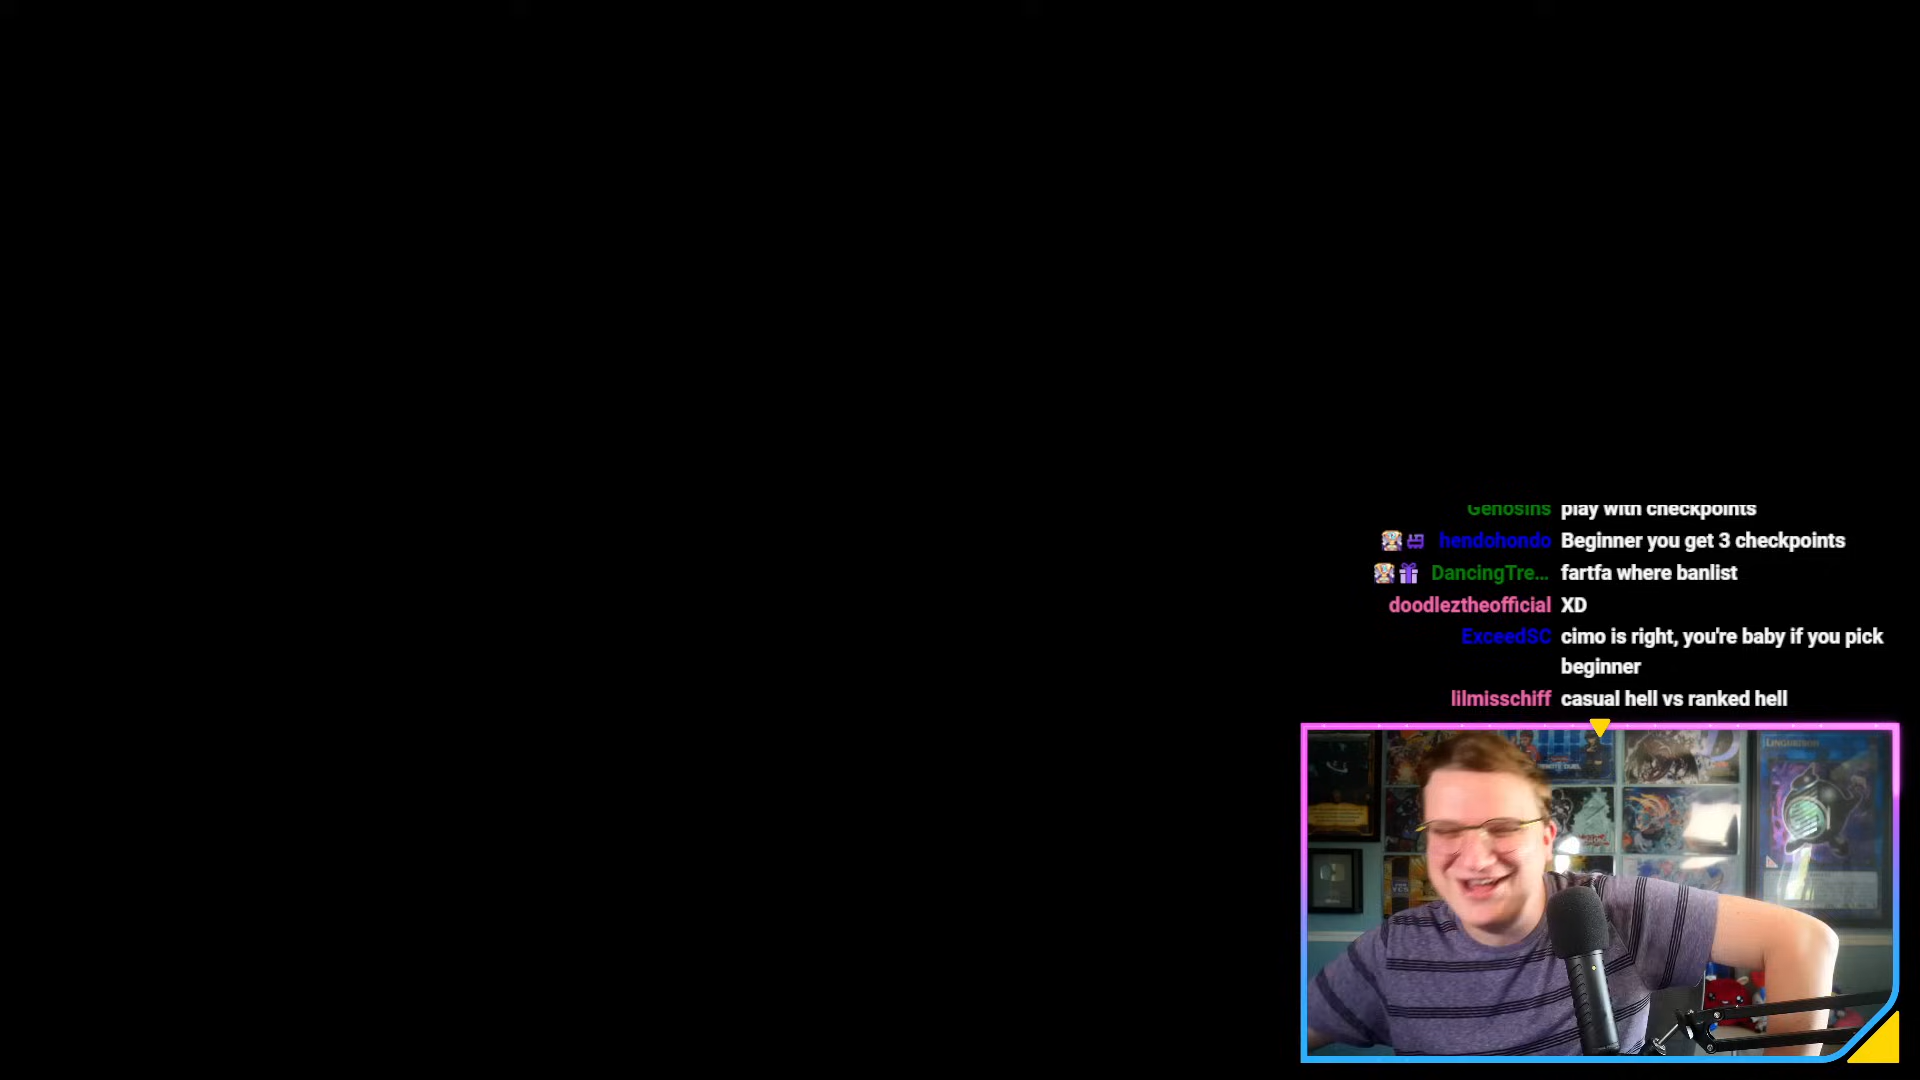 Genosins play with checkpoints
hendohondo Beginner you get 3 checkpoints
DancingTre... fartfa where banlist
doodleztheofficial XD
ExceedSC cimo is right, you're baby if you pick
beginner
lilmisschiff casual hell vs ranked hell